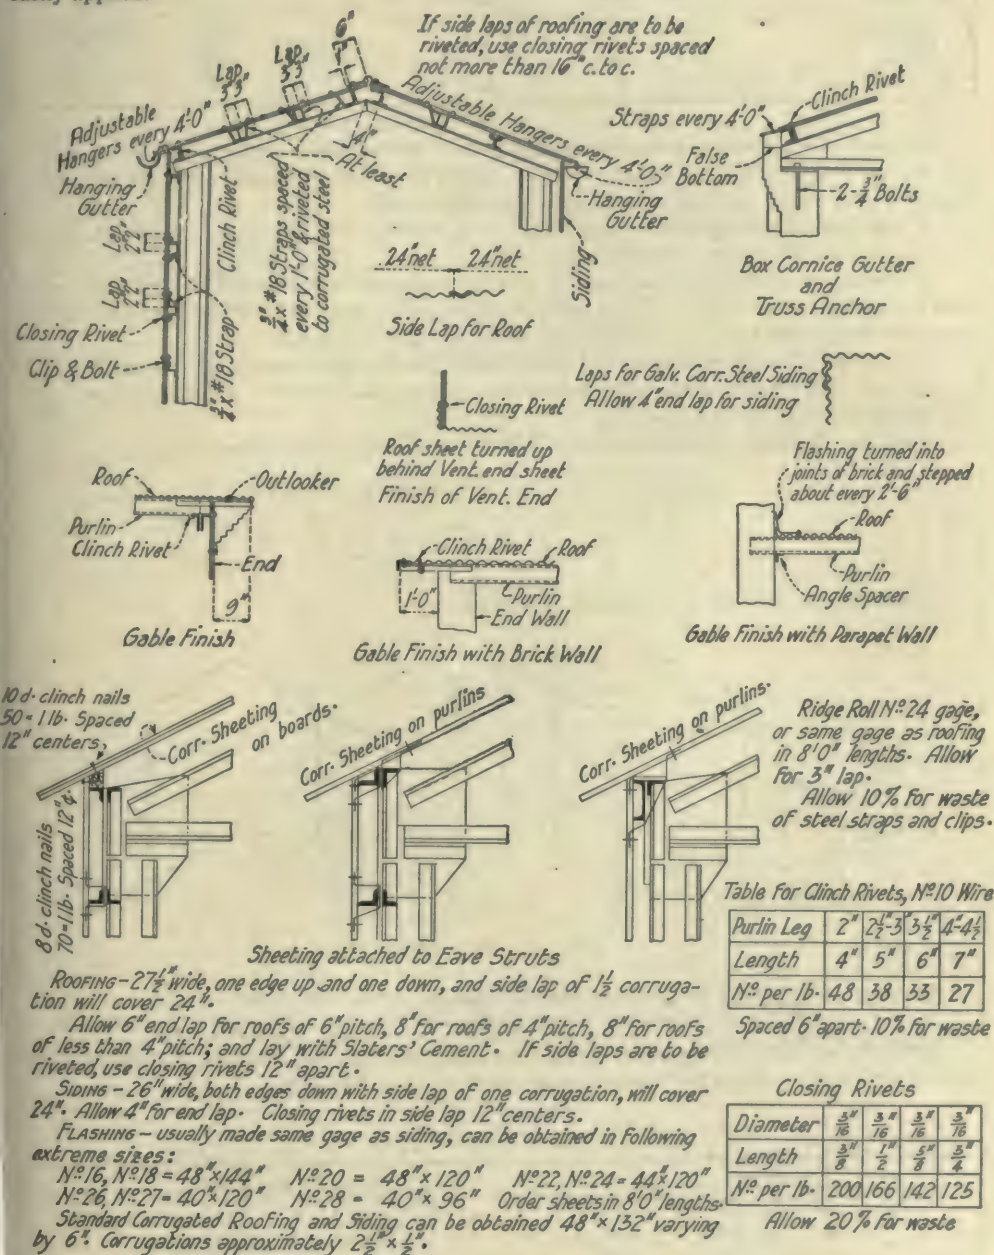 If side laps of roofing are to be
riveted, use closing rivets spaced
not more than 16" c. to c.
6"
1"
Lap
3" 3"
Lap
3" 3"
Adjustable
Hangers every 4'-0"
Hanging
Gutter
Adjustable Hangers every 4'-0"
4"
At least
Hanging
Gutter
Siding
Clinch Rivet
3/4" x #18 Straps spaced
every 1'-0" & riveted
to corrugated steel
Lap
2" 2"
Lap
2" 2"
Closing Rivet
Clip & Bolt
3/4" x #18 Strap
24" net 24" net
Side Lap for Roof
Straps every 4'-0"
Clinch Rivet
False
Bottom
2-3/4" Bolts
Box Cornice Gutter
and
Truss Anchor
Closing Rivet
Roof sheet turned up
behind Vent. end sheet
Finish of Vent. End
Laps for Galv. Corr. Steel Siding
Allow 4" end lap for siding
Roof
Outlooker
Purlin
Clinch Rivet
End
9"
Gable Finish
Clinch Rivet
Roof
1'-0"
Purlin
End Wall
Gable Finish with Brick Wall
Flashing turned into
joints of brick and stepped
about every 2'-6"
Roof
Purlin
Angle Spacer
Gable Finish with Parapet Wall
10d. clinch nails
50 = 1 lb. Spaced
12" centers,
Corr. Sheeting
on boards.
8d. clinch nails
70 = 1 lb. Spaced 12" ¢.
Corr. Sheeting on purlins
Corr. Sheeting on purlins.
Sheeting attached to Eave Struts
Ridge Roll Nº 24 gage,
or same gage as roofing
in 8'0" lengths. Allow
for 3" lap.
Allow 10% for waste
of steel straps and clips.
Table for Clinch Rivets, Nº 10 Wire
Purlin Leg 2" 2½"-3" 3½" 4"-4½"
Length 4" 5" 6" 7"
Nº per lb. 48 38 33 27
Spaced 6" apart. 10% for waste
ROOFING - 27½" wide, one edge up and one down, and side lap of 1½ corruga-
tion will cover 24".
Allow 6" end lap for roofs of 6" pitch, 8" for roofs of 4" pitch, 8" for roofs
of less than 4" pitch; and lay with Slaters' Cement. If side laps are to be
riveted, use closing rivets 12" apart.
SIDING - 26" wide, both edges down with side lap of one corrugation, will cover
24". Allow 4" for end lap. Closing rivets in side lap 12" centers.
FLASHING - usually made same gage as siding, can be obtained in following
extreme sizes:
Nº 16, Nº 18 = 48" x 144" Nº 20 = 48" x 120" Nº 22, Nº 24 = 44" x 120"
Nº 26, Nº 27 = 40" x 120" Nº 28 - 40" x 96" Order sheets in 8'0" lengths.
Standard Corrugated Roofing and Siding can be obtained 48" x 132" varying
by 6". Corrugations approximately 2½" x ½".
Closing Rivets
Diameter 3/16" 3/16" 3/16" 3/16"
Length 3/8" 1/2" 5/8" 3/4"
Nº per lb. 200 166 142 125
Allow 20% for waste